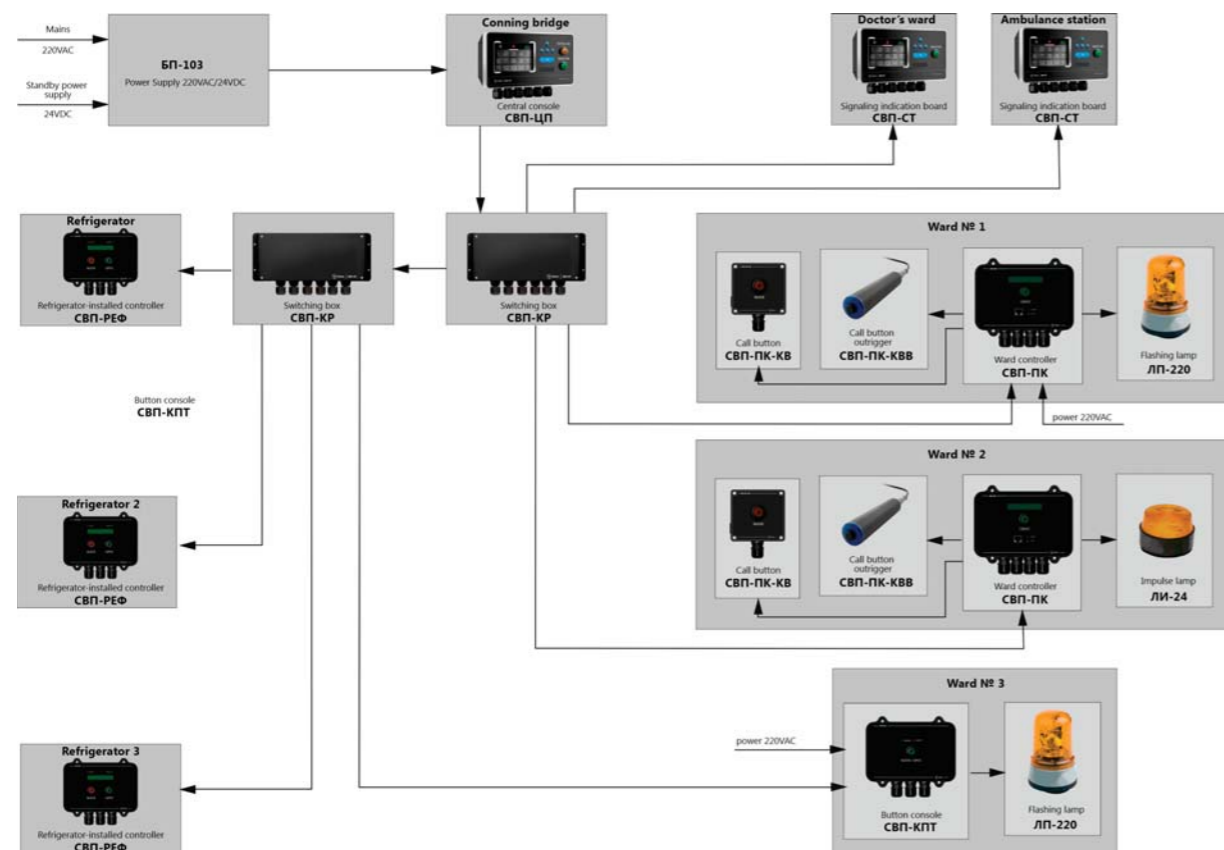 Mains
220VAC
Standby power
supply
24VDC
БП-103
Power Supply 220VAC/24VDC
Conning bridge
Central console
СВП-ЦП
Doctor's ward
Signaling indication board
СВП-СТ
Ambulance station
Signaling indication board
СВП-СТ
Refrigerator
Refrigerator-installed controller
СВП-РЕФ
Switching box
СВП-КР
Switching box
СВП-КР
Ward № 1
Call button
СВП-ПК-КВ
Call button
outrigger
СВП-ПК-КВВ
Ward controller
СВП-ПК
Flashing lamp
ЛП-220
power 220VAC
Button console
СВП-КПТ
Ward № 2
Call button
СВП-ПК-КВ
Call button
outrigger
СВП-ПК-КВВ
Ward controller
СВП-ПК
Impulse lamp
ЛИ-24
Refrigerator 2
Refrigerator-installed controller
СВП-РЕФ
Ward № 3
power 220VAC
Button console
СВП-КПТ
Flashing lamp
ЛП-220
Refrigerator 3
Refrigerator-installed controller
СВП-РЕФ